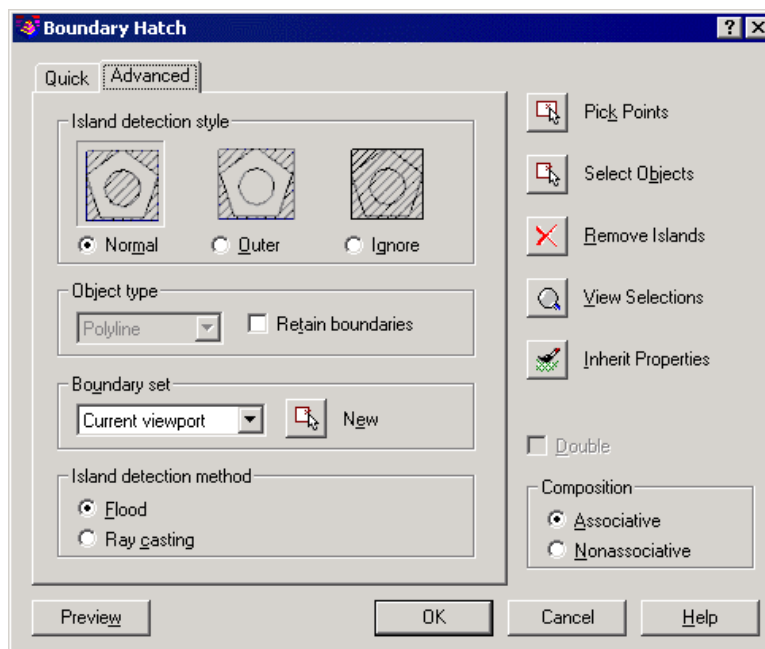 Boundary Hatch
Quick Advanced
Island detection style
Normal Outer Ignore
Object type
Polyline Retain boundaries
Boundary set
Current viewport New
Island detection method
Flood
Ray casting
Pick Points
Select Objects
Remove Islands
View Selections
Inherit Properties
Double
Composition
Associative
Nonassociative
Preview OK Cancel Help